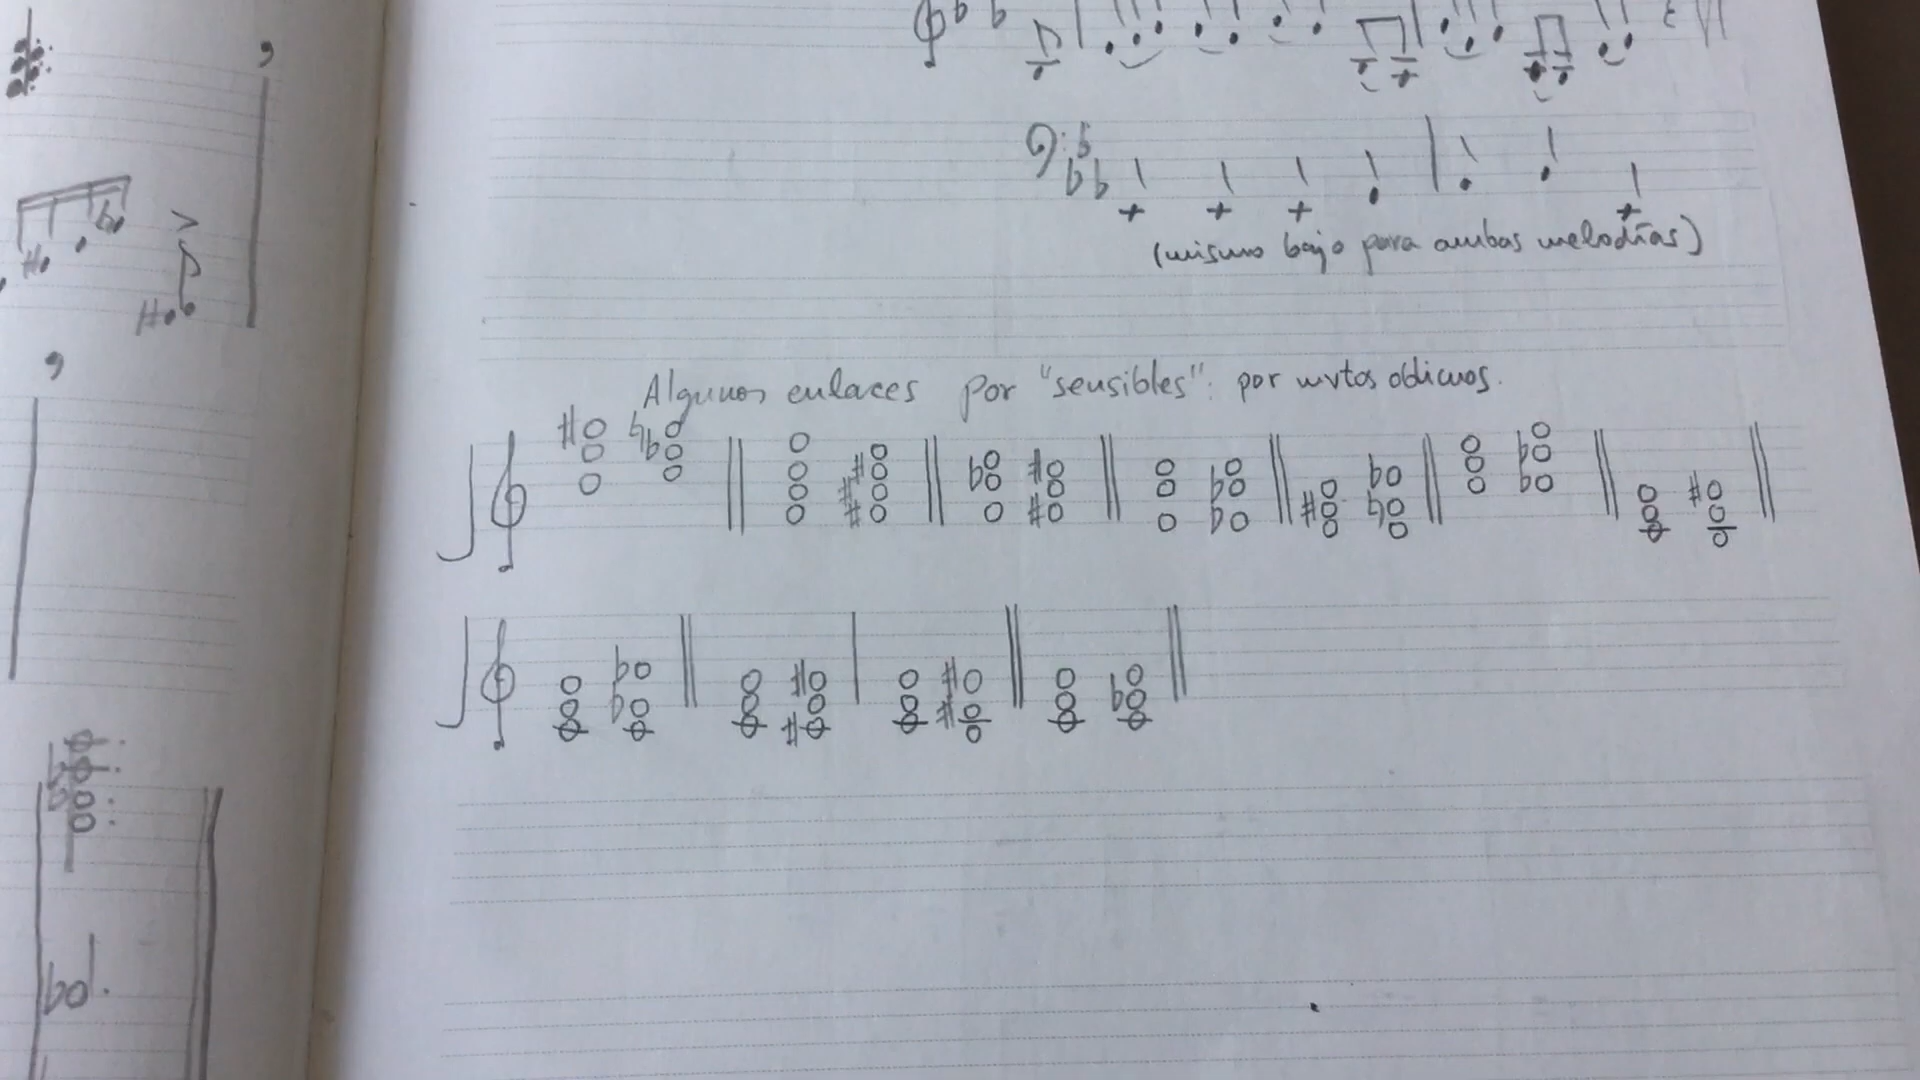 (mismo bajo para ambas melodías)
Algunos enlaces por "sensibles": por mvtos oblicuos.